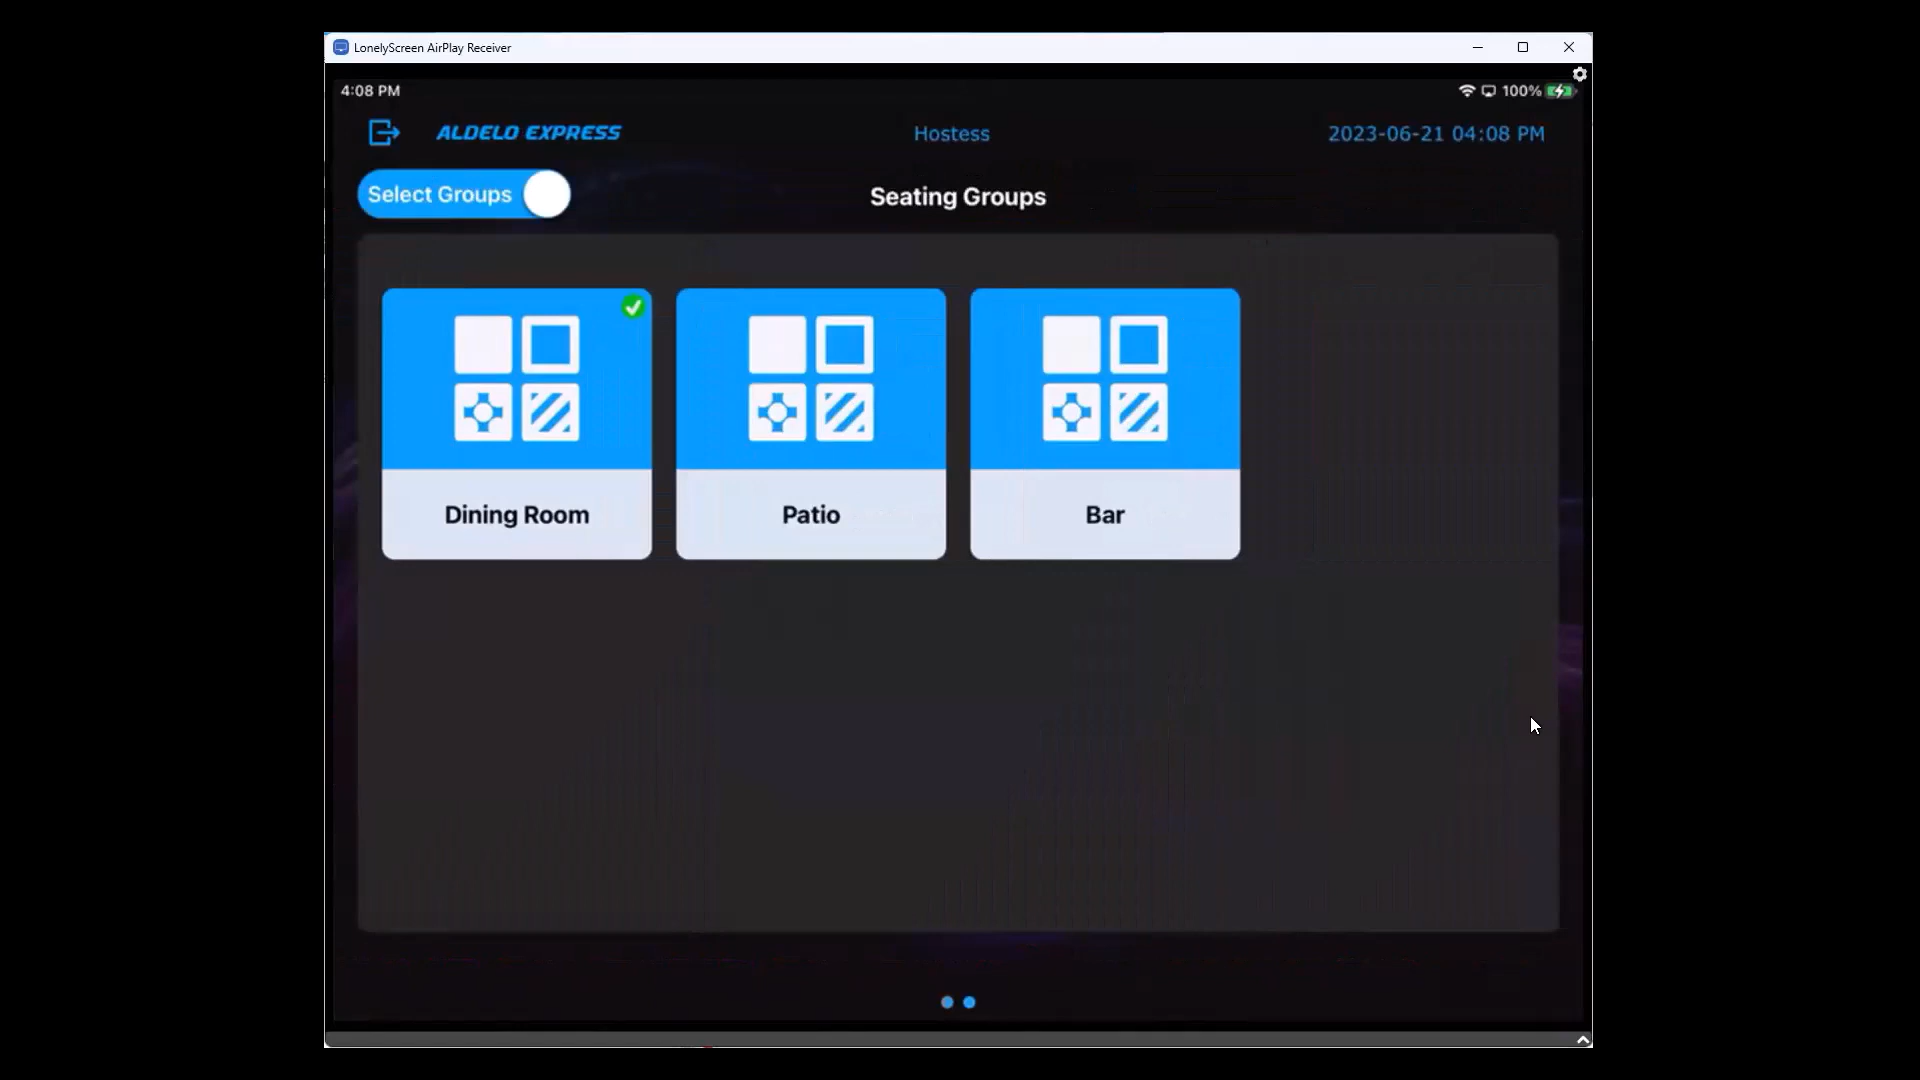 LonelyScreen AirPlay Receiver
4:08 PM
100%
ALDELO EXPRESS
Hostess
2023-06-21 04:08 PM
Select Groups
Seating Groups
Dining Room
Patio
Bar